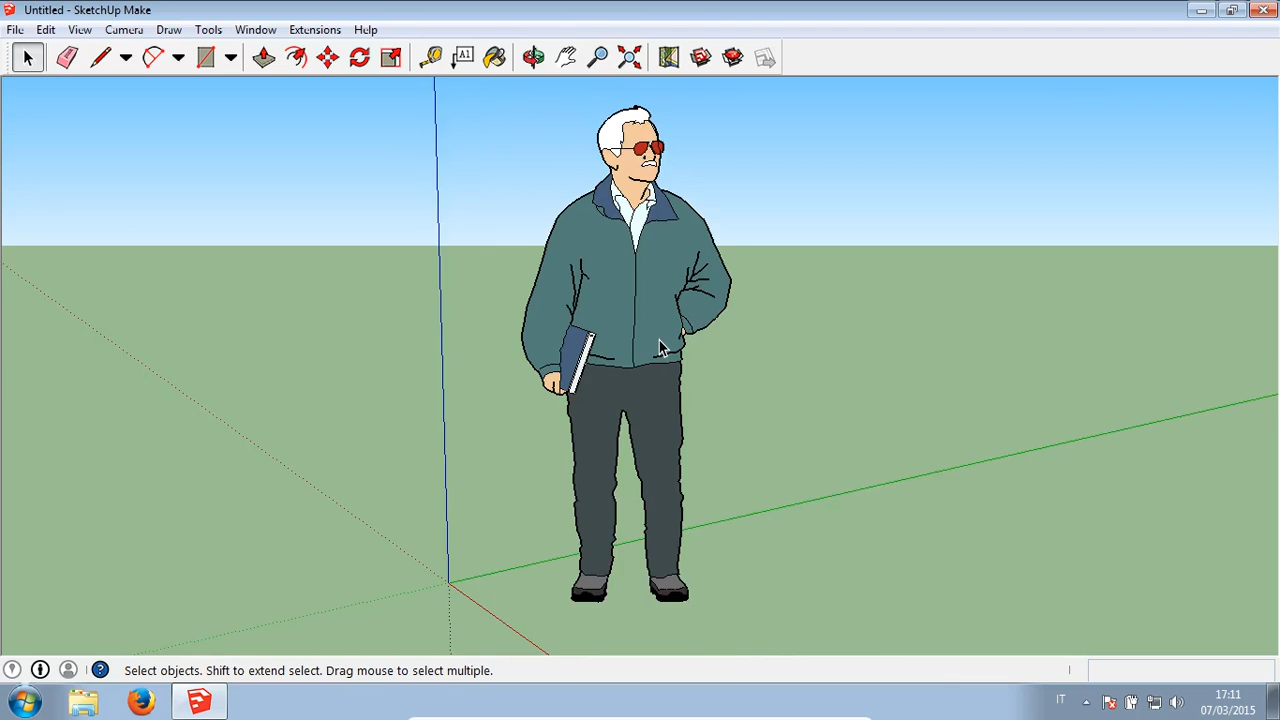 Untitled - SketchUp Make
File Edit View Camera Draw Tools Window Extensions Help
A1
Select objects. Shift to extend select. Drag mouse to select multiple.
IT
17:11
07/03/2015